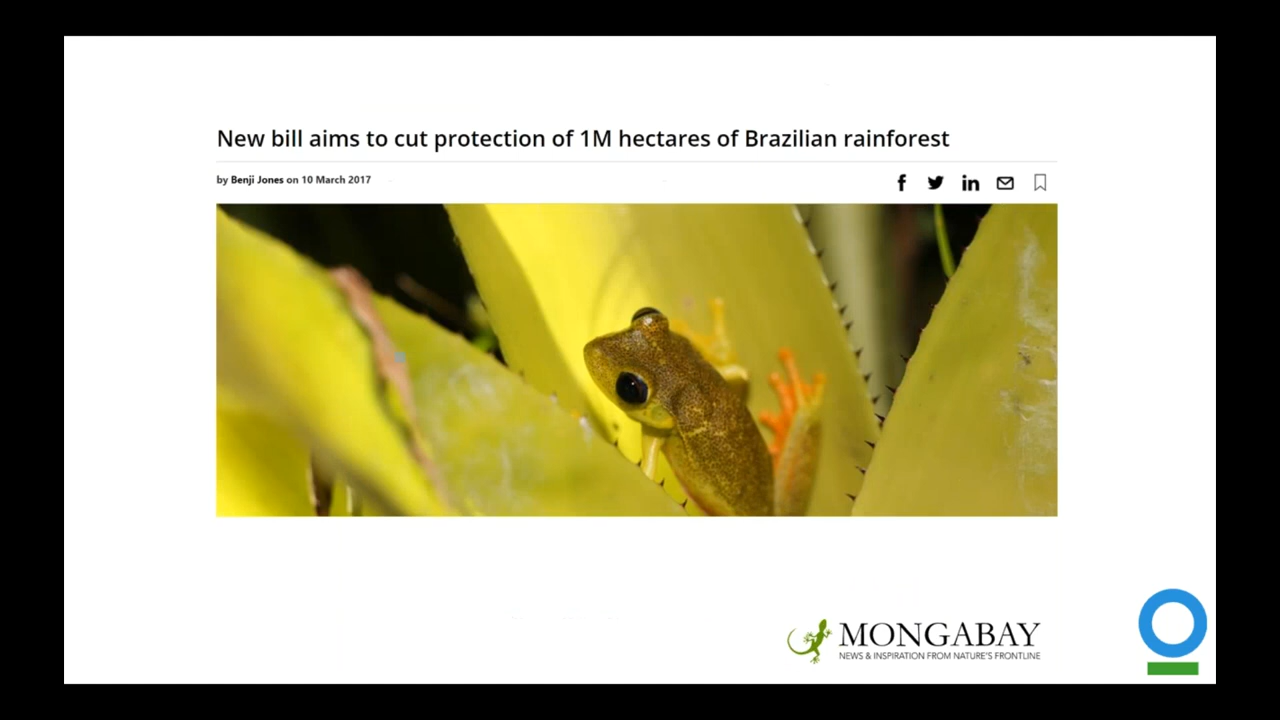 New bill aims to cut protection of 1M hectares of Brazilian rainforest
by Benji Jones on 10 March 2017
MONGABAY
NEWS & INSPIRATION FROM NATURE'S FRONTLINE